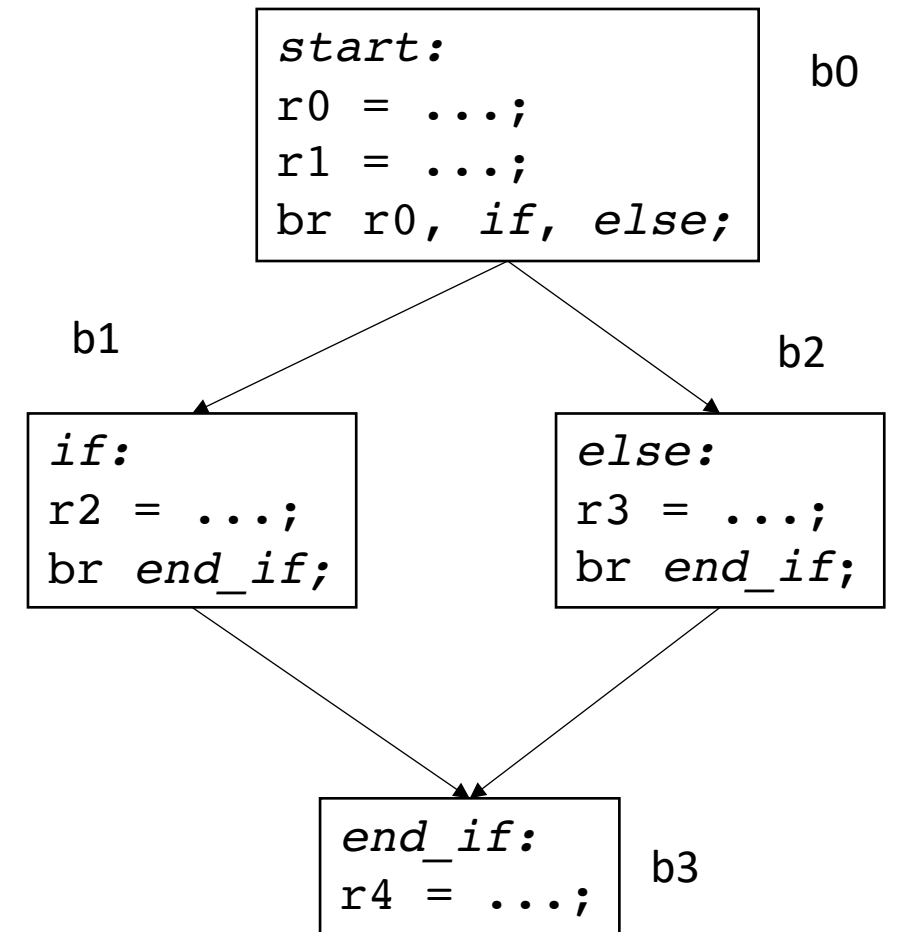 start:
r0 = ...;
r1 = ...;
br r0, if, else;
b0
b1
if:
r2 = ...;
br end_if;
b2
else:
r3 = ...;
br end_if;
end_if:
r4 = ...;
b3